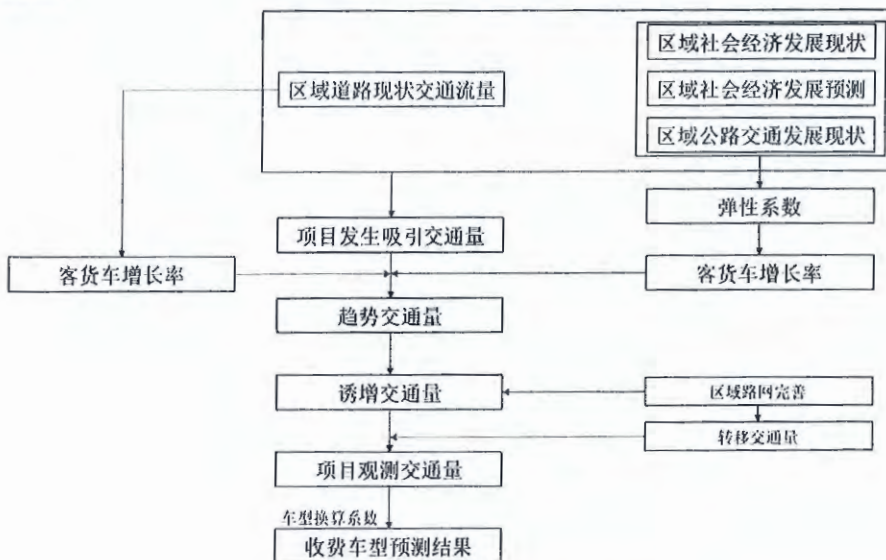 区域社会经济发展现状
区域道路现状交通流量
区域社会经济发展预测
区域公路交通发展现状
弹性系数
项目发生吸引交通量
客货车增长率
客货车增长率
趋势交通量
诱增交通量
区域路网完善
转移交通量
项目观测交通量
车型换算系数
收费车型预测结果